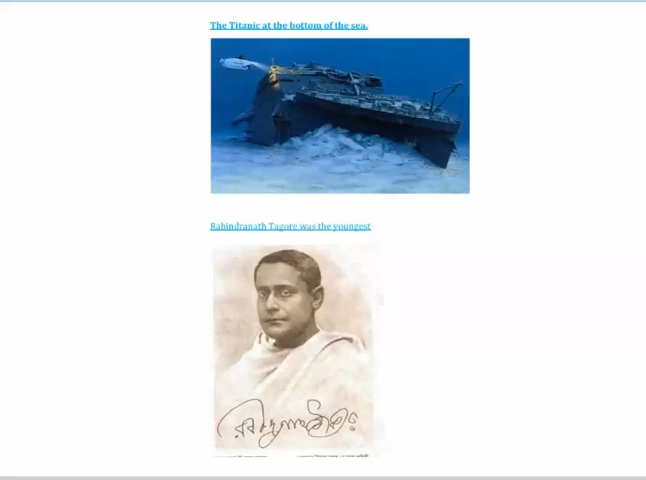 The Titanic at the bottom of the sea.
Rabindranath Tagore was the youngest